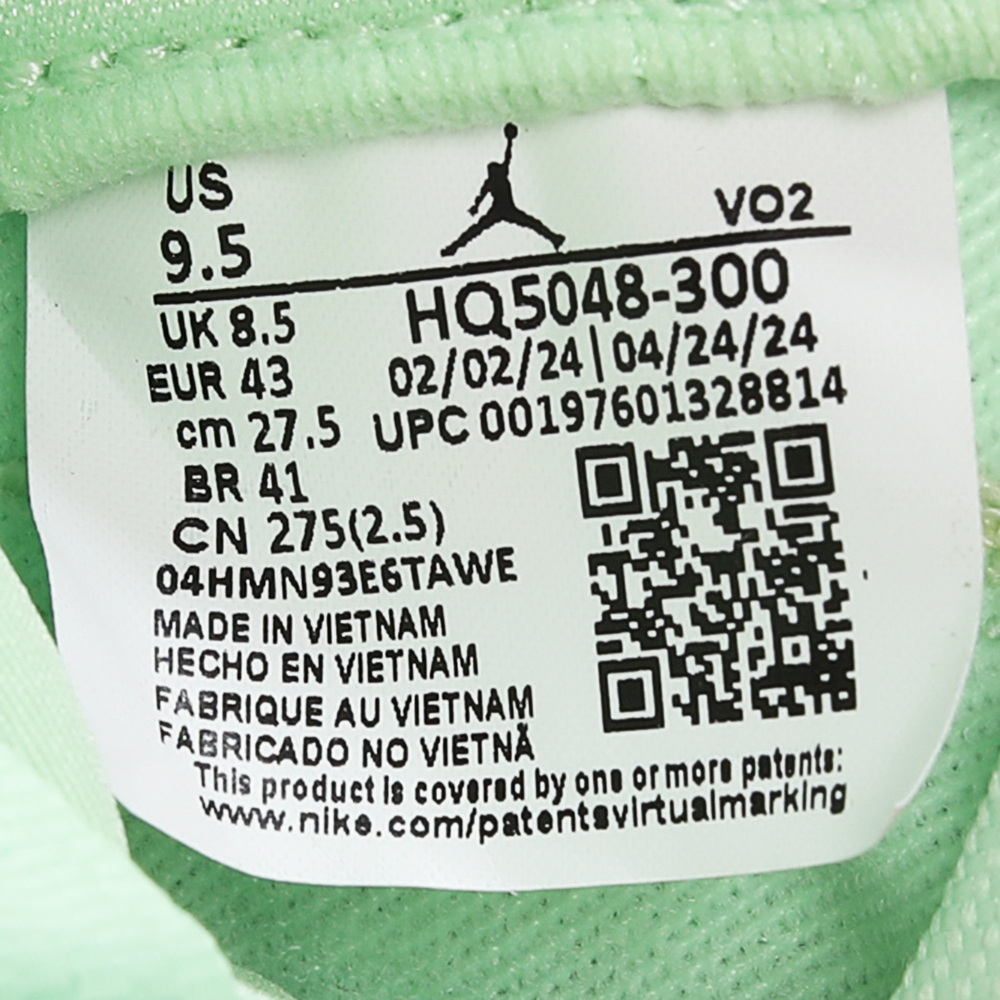 US
9.5
VO2
UK 8.5
HQ5048-300
EUR 43
02/02/24|04/24/24
cm 27.5
UPC 00197601328814
BR 41
CN 275(2.5)
04HMN93E6TAWE
MADE IN VIETNAM
HECHO EN VIETNAM
FABRIQUE AU VIETNAM
FABRICADO NO VIETNÃ
This product is covered by one or more patents:
www.nike.com/patentsvirtualmarking